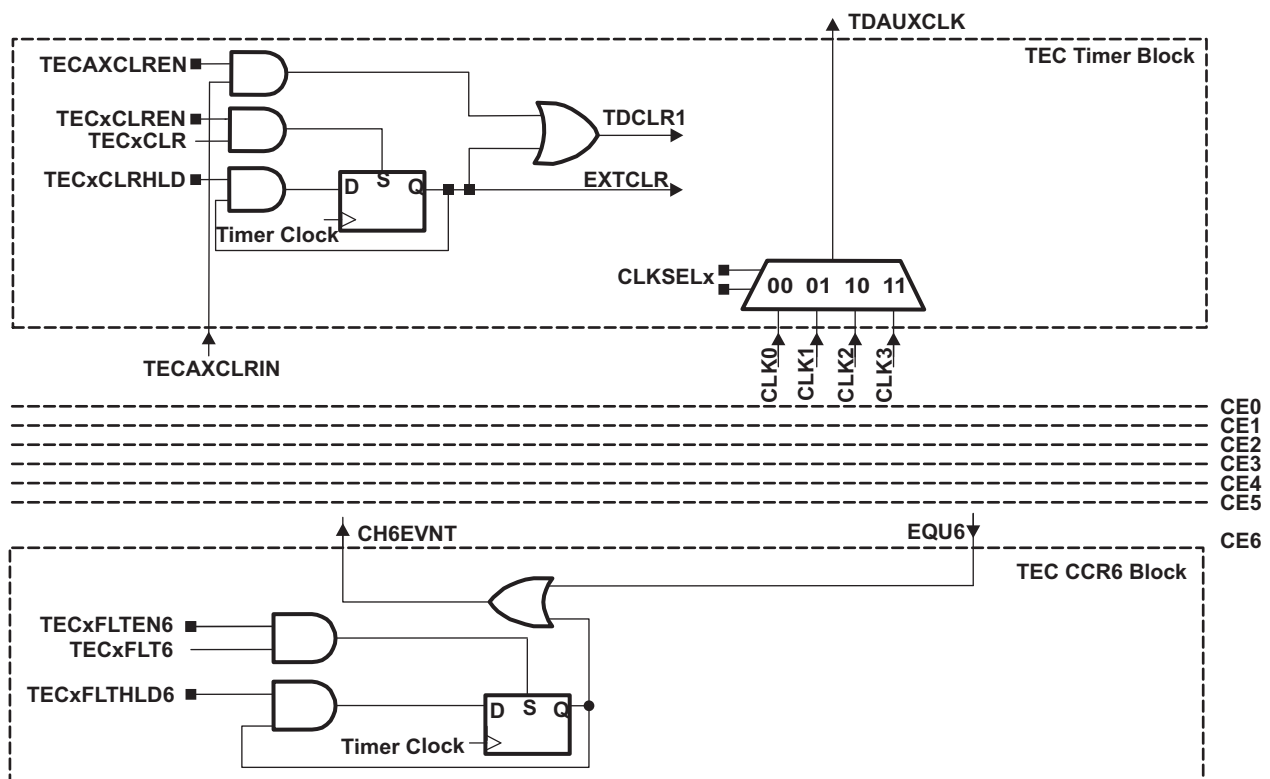 TDAUXCLK
TEC Timer Block
TECAXCLREN
TECxCLREN
TECxCLR
TDCLR1
TECxCLRHLD
D S Q
EXTCLR
Timer Clock
CLKSELx
00 01 10 11
TECAXCLRIN
CLK0
CLK1
CLK2
CLK3
CE0
CE1
CE2
CE3
CE4
CE5
CH6EVNT
EQU6
CE6
TEC CCR6 Block
TECxFLTEN6
TECxFLT6
TECxFLTHLD6
D S Q
Timer Clock